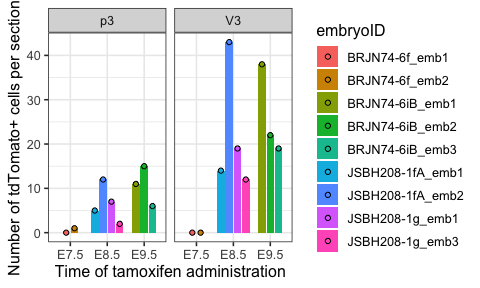 p3
V3
Number of tdTomato+ cells per section
40
30
20
10
0
E7.5 E8.5 E9.5
E7.5 E8.5 E9.5
Time of tamoxifen administration
embryoID
BRJN74-6f_emb1
BRJN74-6f_emb2
BRJN74-6iB_emb1
BRJN74-6iB_emb2
BRJN74-6iB_emb3
JSBH208-1fA_emb1
JSBH208-1fA_emb2
JSBH208-1g_emb1
JSBH208-1g_emb3